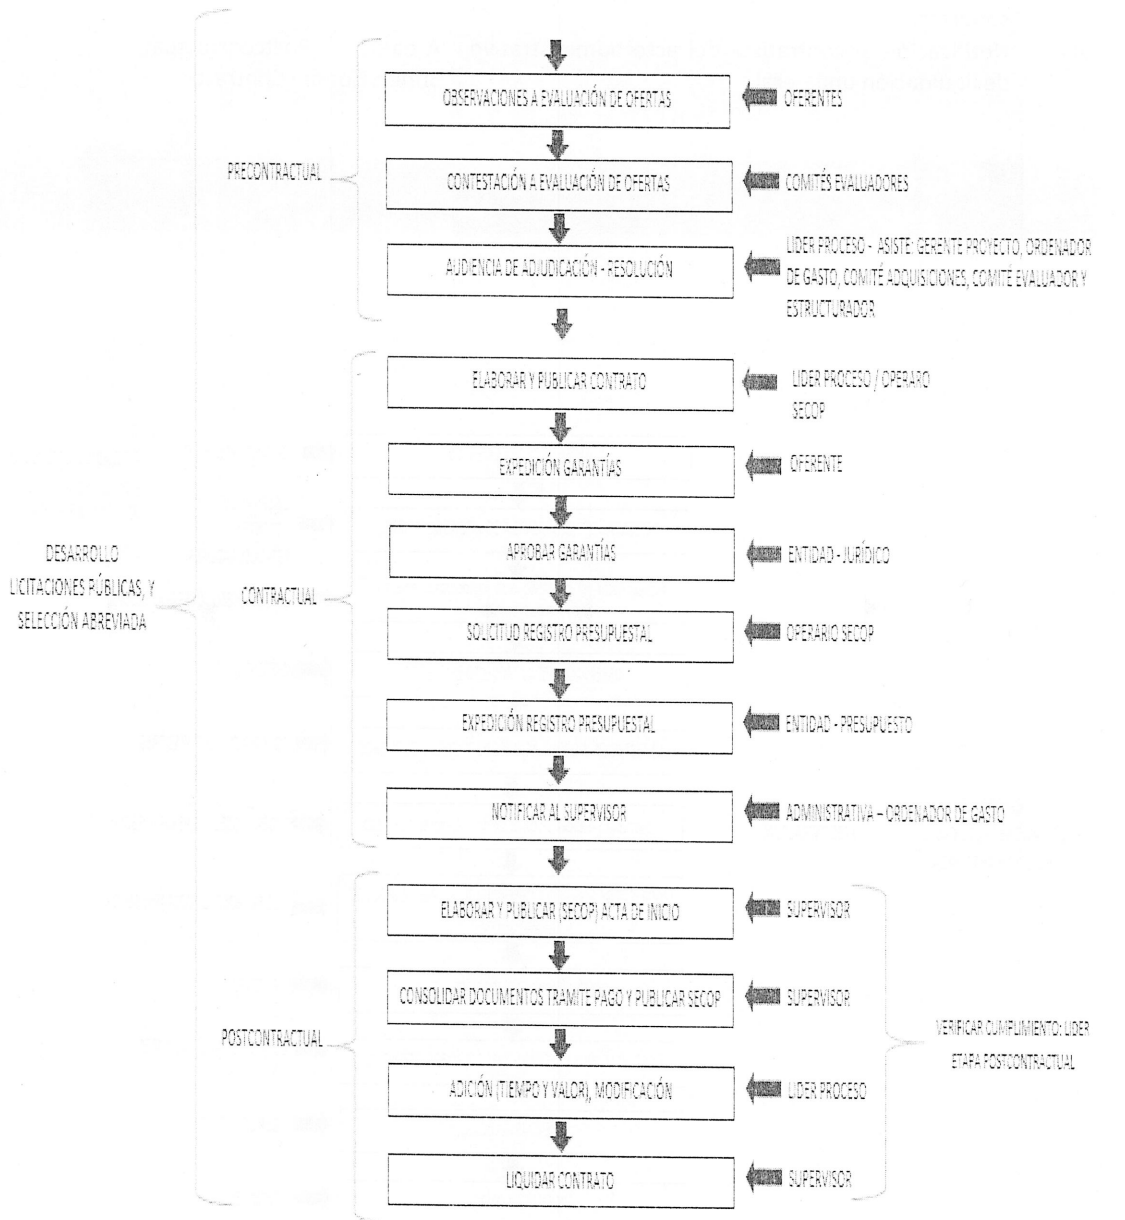 OBSERVACIONES A EVALUACIÓN DE OFERTAS
OFERENTES
PRECONTRACTUAL
CONTESTACIÓN A EVALUACIÓN DE OFERTAS
COMITÉS EVALUADORES
AUDIENCIA DE ADJUDICACIÓN - RESOLUCIÓN
LIDER PROCESO - ASISTE: GERENTE PROYECTO, ORDENADOR
DE GASTO, COMITÉ ADQUISICIONES, COMITÉ EVALUADOR Y
ESTRUCTURADOR
ELABORAR Y PUBLICAR CONTRATO
LIDER PROCESO / OPERARO
SECOP
EXPEDICIÓN GARANTÍAS
OFERENTE
DESARROLLO
LICITACIONES PÚBLICAS, Y
SELECCIÓN ABREVIADA
CONTRACTUAL
APROBAR GARANTÍAS
ENTIDAD - JURÍDICO
SOLICITUD REGISTRO PRESUPUESTAL
OPERARIO SECOP
EXPEDICIÓN REGISTRO PRESUPUESTAL
ENTIDAD - PRESUPUESTO
NOTIFICAR AL SUPERVISOR
ADMINISTRATIVA – ORDENADOR DE GASTO
ELABORAR Y PUBLICAR (SECOP) ACTA DE INICIO
SUPERVISOR
CONSOLIDAR DOCUMENTOS TRAMITE PAGO Y PUBLICAR SECOP
SUPERVISOR
POSTCONTRACTUAL
VERIFICAR CUMPLIMIENTO: LIDER
ETAPA POSTCONTRACTUAL
ADICIÓN (TIEMPO Y VALOR), MODIFICACIÓN
LIDER PROCESO
LIQUIDAR CONTRATO
SUPERVISOR